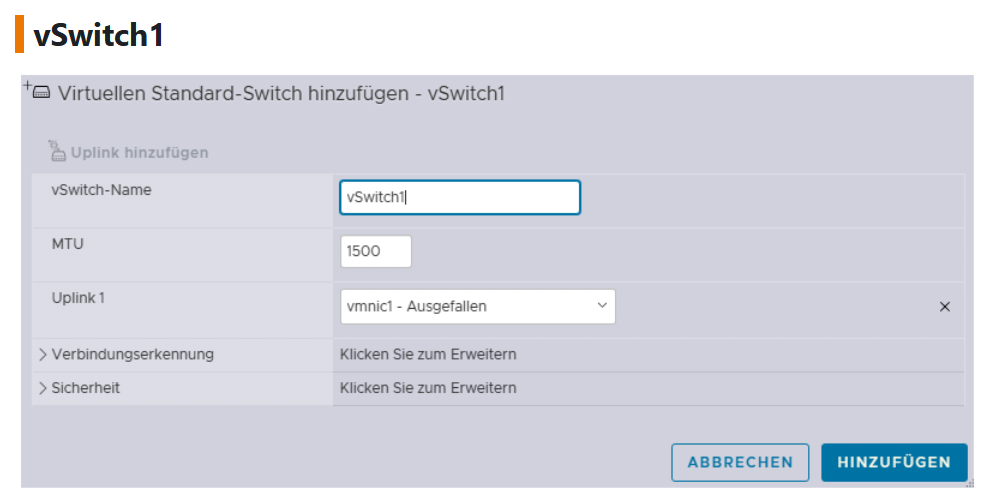 vSwitch1
Virtuellen Standard-Switch hinzufügen - vSwitch1
Uplink hinzufügen
vSwitch-Name vSwitch1
MTU 1500
Uplink 1 vmnic1 - Ausgefallen
Verbindungserkennung Klicken Sie zum Erweitern
Sicherheit Klicken Sie zum Erweitern
ABBRECHEN HINZUFÜGEN